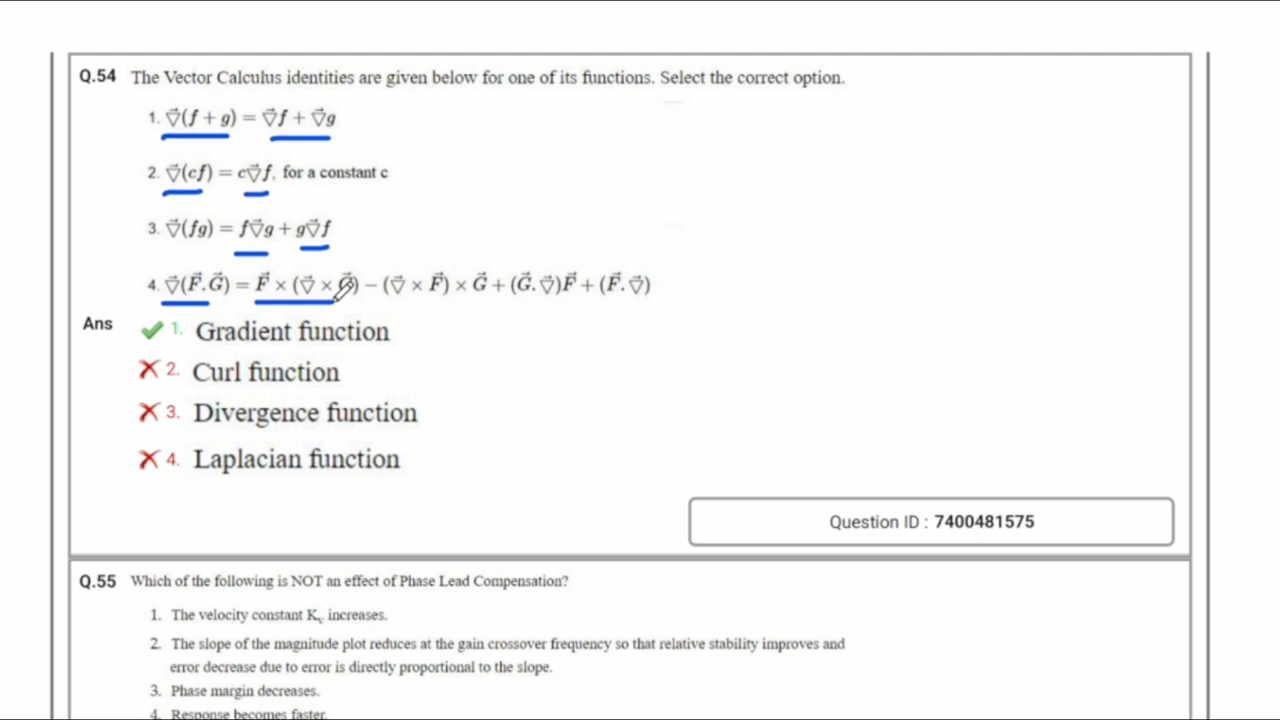 Q.54 The Vector Calculus identities are given below for one of its functions. Select the correct option.
1. ∇⃗(f + g) = ∇⃗f + ∇⃗g
2. ∇⃗(cf) = c∇⃗f, for a constant c
3. ∇⃗(fg) = f∇⃗g + g∇⃗f
4. ∇⃗(F⃗.G⃗) = F⃗ × (∇⃗ × G⃗) − (∇⃗ × F⃗) × G⃗ + (G⃗.∇⃗)F⃗ + (F⃗.∇⃗)
Ans 1. Gradient function
2. Curl function
3. Divergence function
4. Laplacian function
Question ID : 7400481575
Q.55 Which of the following is NOT an effect of Phase Lead Compensation?
1. The velocity constant Kv increases.
2. The slope of the magnitude plot reduces at the gain crossover frequency so that relative stability improves and
error decrease due to error is directly proportional to the slope.
3. Phase margin decreases.
4. Response becomes faster.